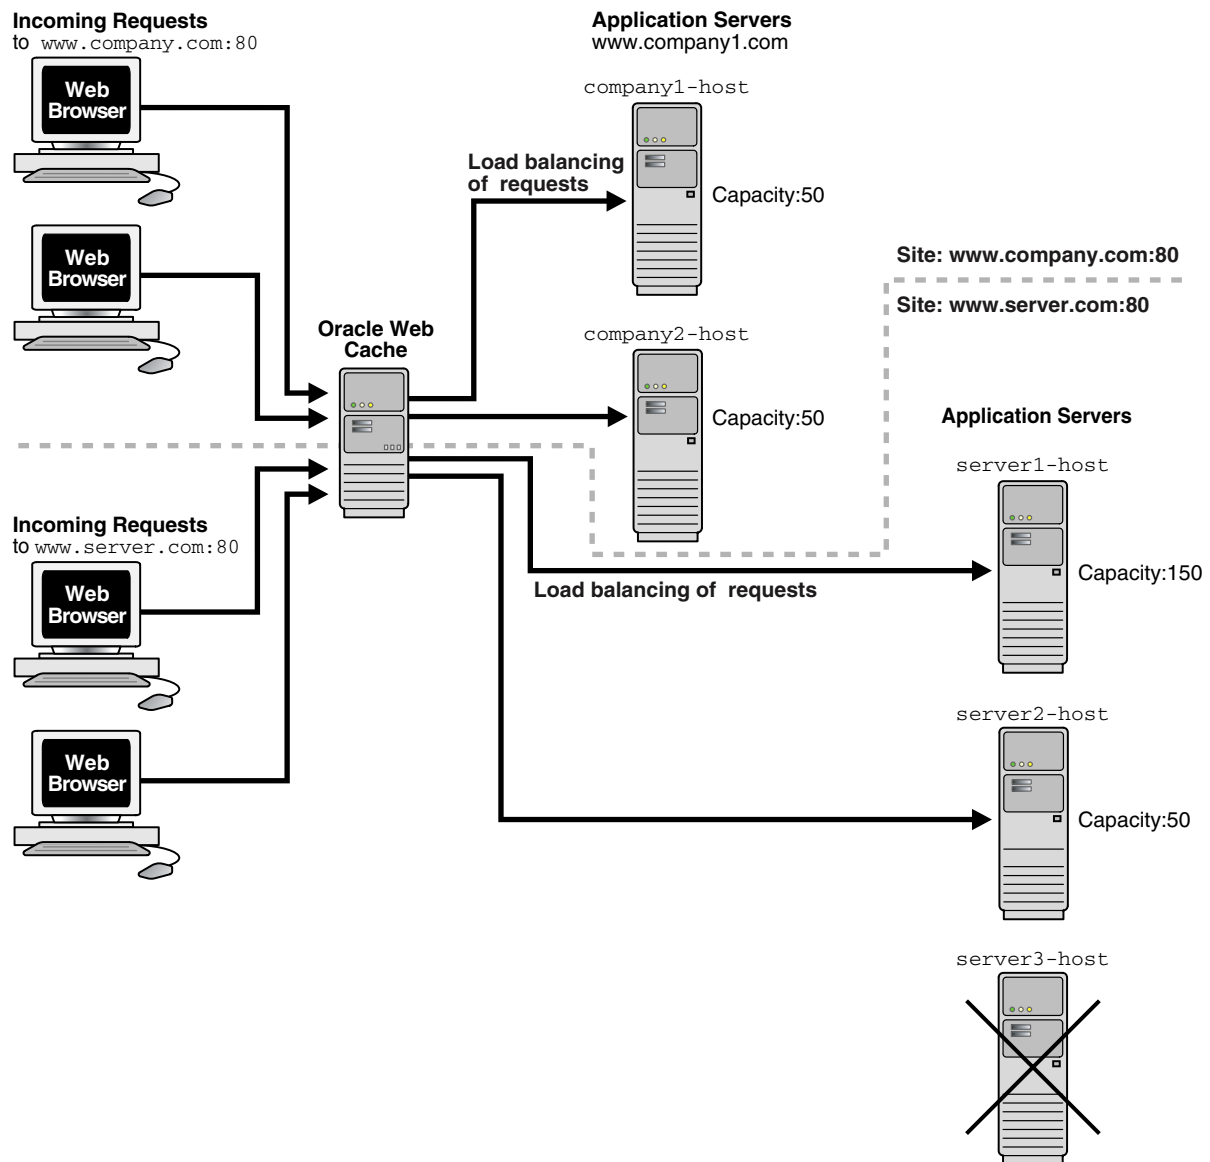 Incoming Requests
to www.company.com:80
Web
Browser
Web
Browser
Oracle Web
Cache
Incoming Requests
to www.server.com:80
Web
Browser
Web
Browser
Application Servers
www.company1.com
company1-host
Load balancing
of requests
Capacity:50
company2-host
Capacity:50
Site: www.company.com:80
Site: www.server.com:80
Application Servers
server1-host
Capacity:150
Load balancing of requests
server2-host
Capacity:50
server3-host